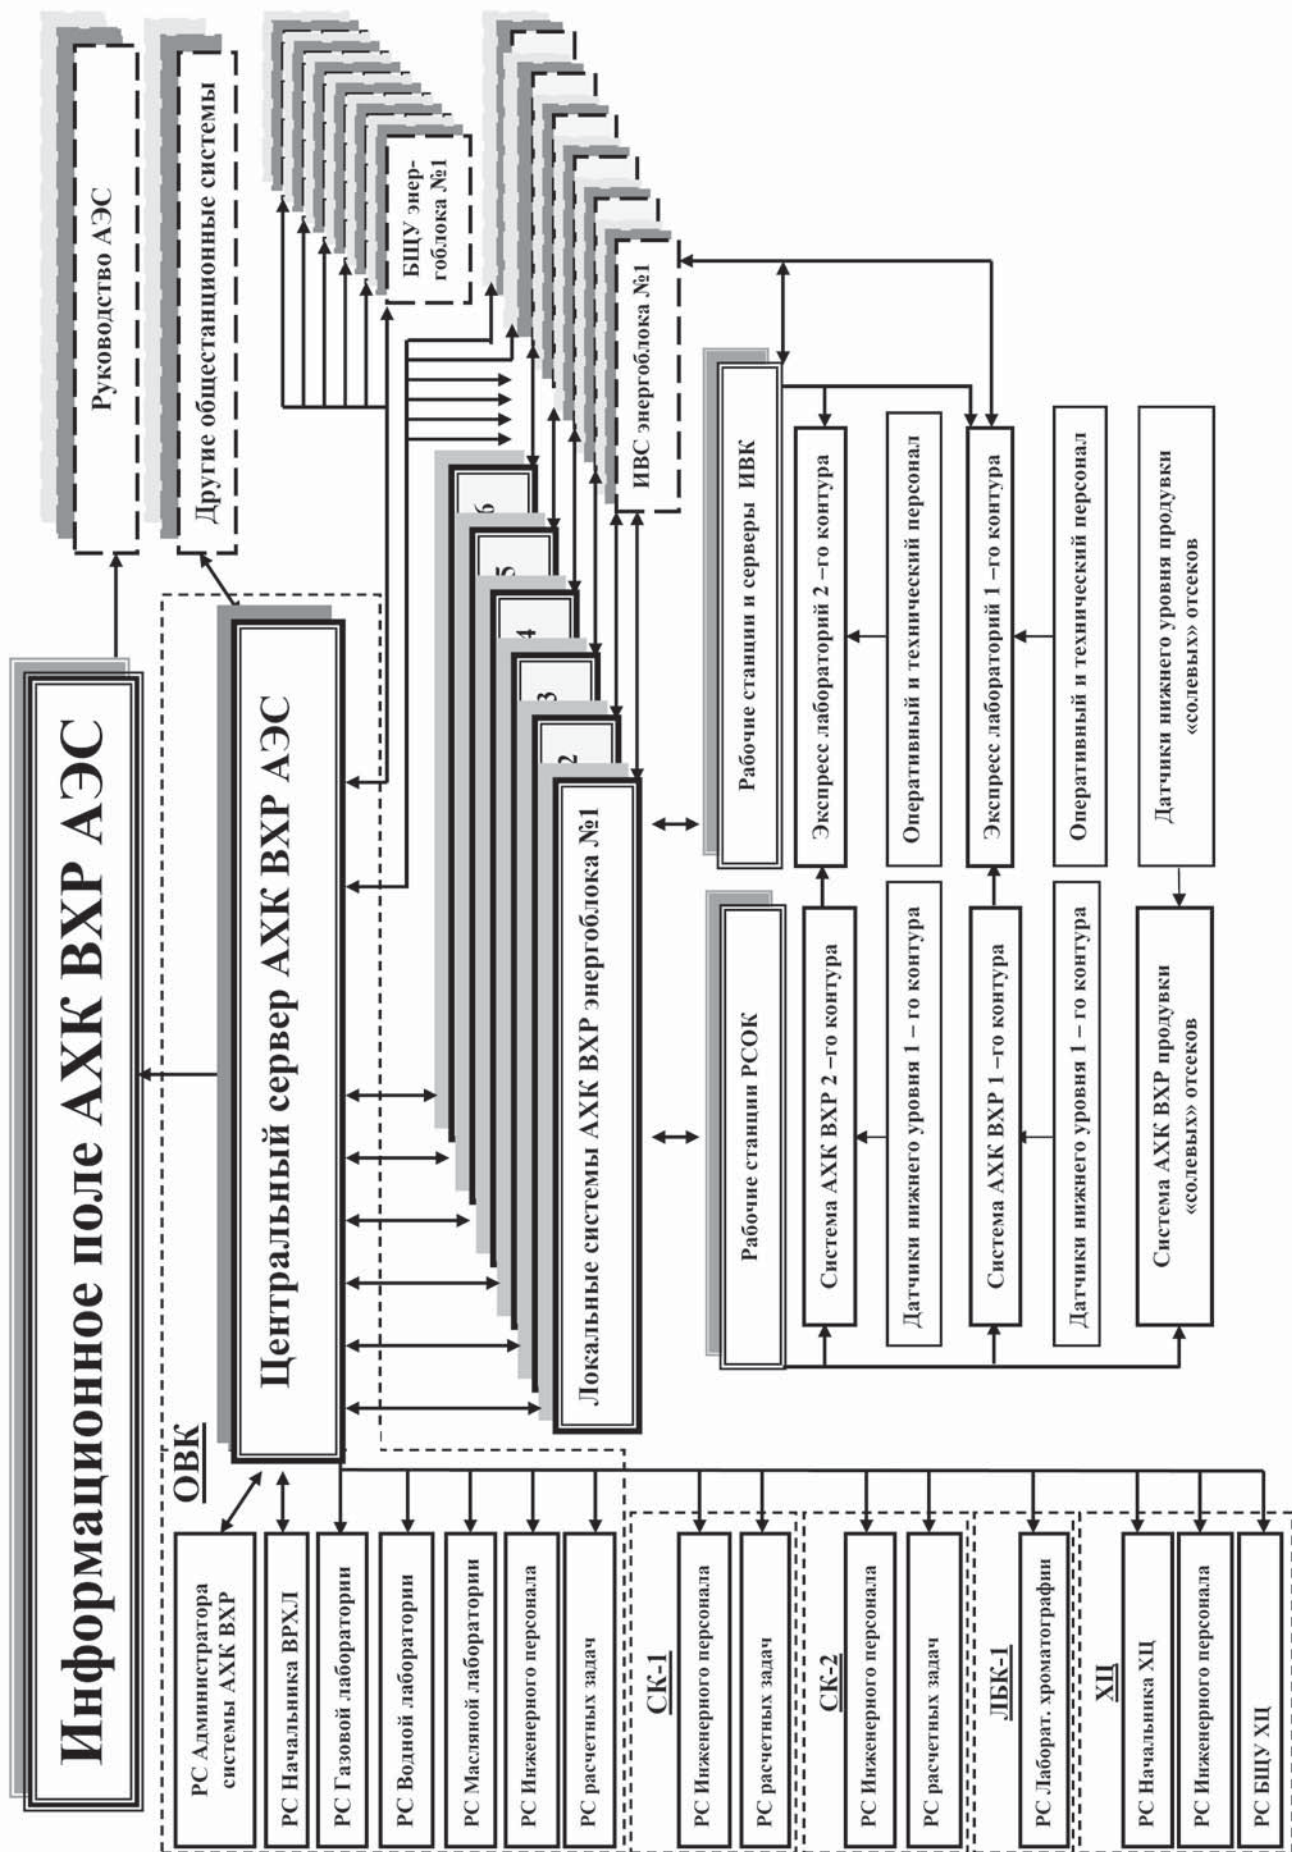 Информационное поле АХК ВХР АЭС
Руководство АЭС
ОВК
Центральный сервер АХК ВХР АЭС
Другие общестанционные системы
РС Администратора
системы АХК ВХР
РС Начальника ВРХЛ
РС Газовой лаборатории
РС Водной лаборатории
РС Масляной лаборатории
РС Инженерного персонала
РС расчетных задач
БЩУ энер-
гоблока №1
6
5
4
3
2
Локальные системы АХК ВХР энергоблока №1
ИВС энергоблока №1
СК-1
РС Инженерного персонала
РС расчетных задач
СК-2
РС Инженерного персонала
РС расчетных задач
ЛБК-1
РС Лаборат. хроматографии
ХЦ
РС Начальника ХЦ
РС Инженерного персонала
РС БЩУ ХЦ
Рабочие станции РСОК
Рабочие станции и серверы ИВК
Система АХК ВХР 2 –го контура
Экспресс лабораторий 2 –го контура
Датчики нижнего уровня 2 – го контура
Оперативный и технический персонал
Система АХК ВХР 1 –го контура
Экспресс лабораторий 1 –го контура
Датчики нижнего уровня 1 – го контура
Оперативный и технический персонал
Система АХК ВХР продувки
«солевых» отсеков
Датчики нижнего уровня продувки
«солевых» отсеков